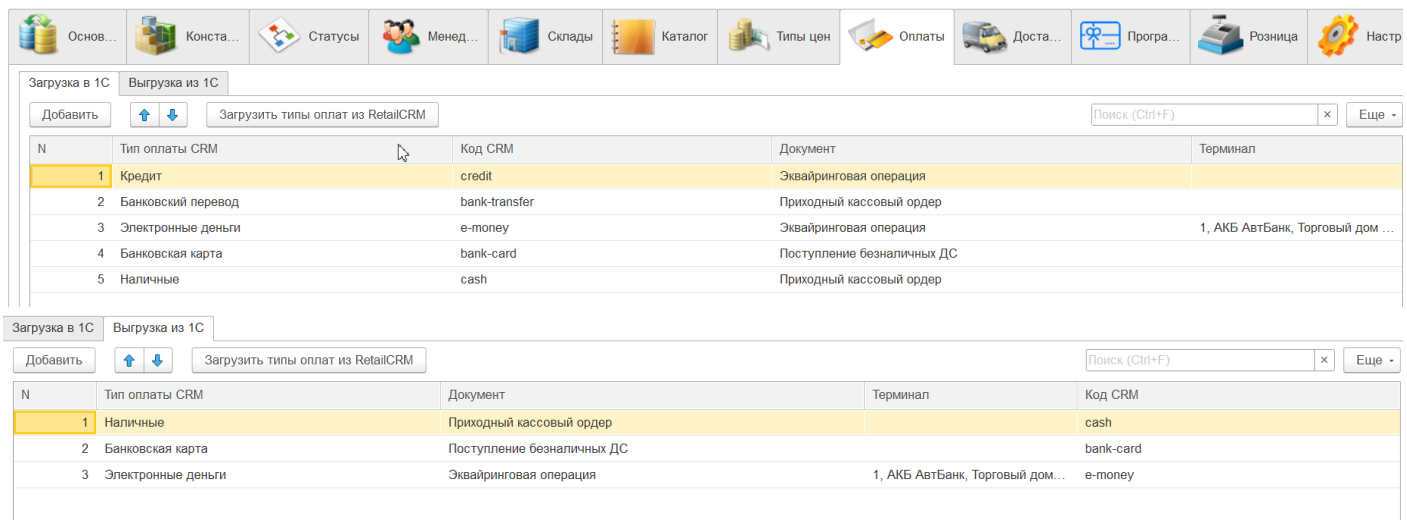 Основ... Конста... Статусы Менед... Склады Каталог Типы цен Оплаты Доста... Програ... Розница Настр
Загрузка в 1С Выгрузка из 1С
Добавить Загрузить типы оплат из RetailCRM Поиск (Ctrl+F) × Еще
N Тип оплаты CRM Код CRM Документ Терминал
1 Кредит credit Эквайринговая операция
2 Банковский перевод bank-transfer Приходный кассовый ордер
3 Электронные деньги e-money Эквайринговая операция 1, АКБ АвтБанк, Торговый дом ...
4 Банковская карта bank-card Поступление безналичных ДС
5 Наличные cash Приходный кассовый ордер
Загрузка в 1С Выгрузка из 1С
Добавить Загрузить типы оплат из RetailCRM Поиск (Ctrl+F) × Еще
N Тип оплаты CRM Документ Терминал Код CRM
1 Наличные Приходный кассовый ордер cash
2 Банковская карта Поступление безналичных ДС bank-card
3 Электронные деньги Эквайринговая операция 1, АКБ АвтБанк, Торговый дом... e-money